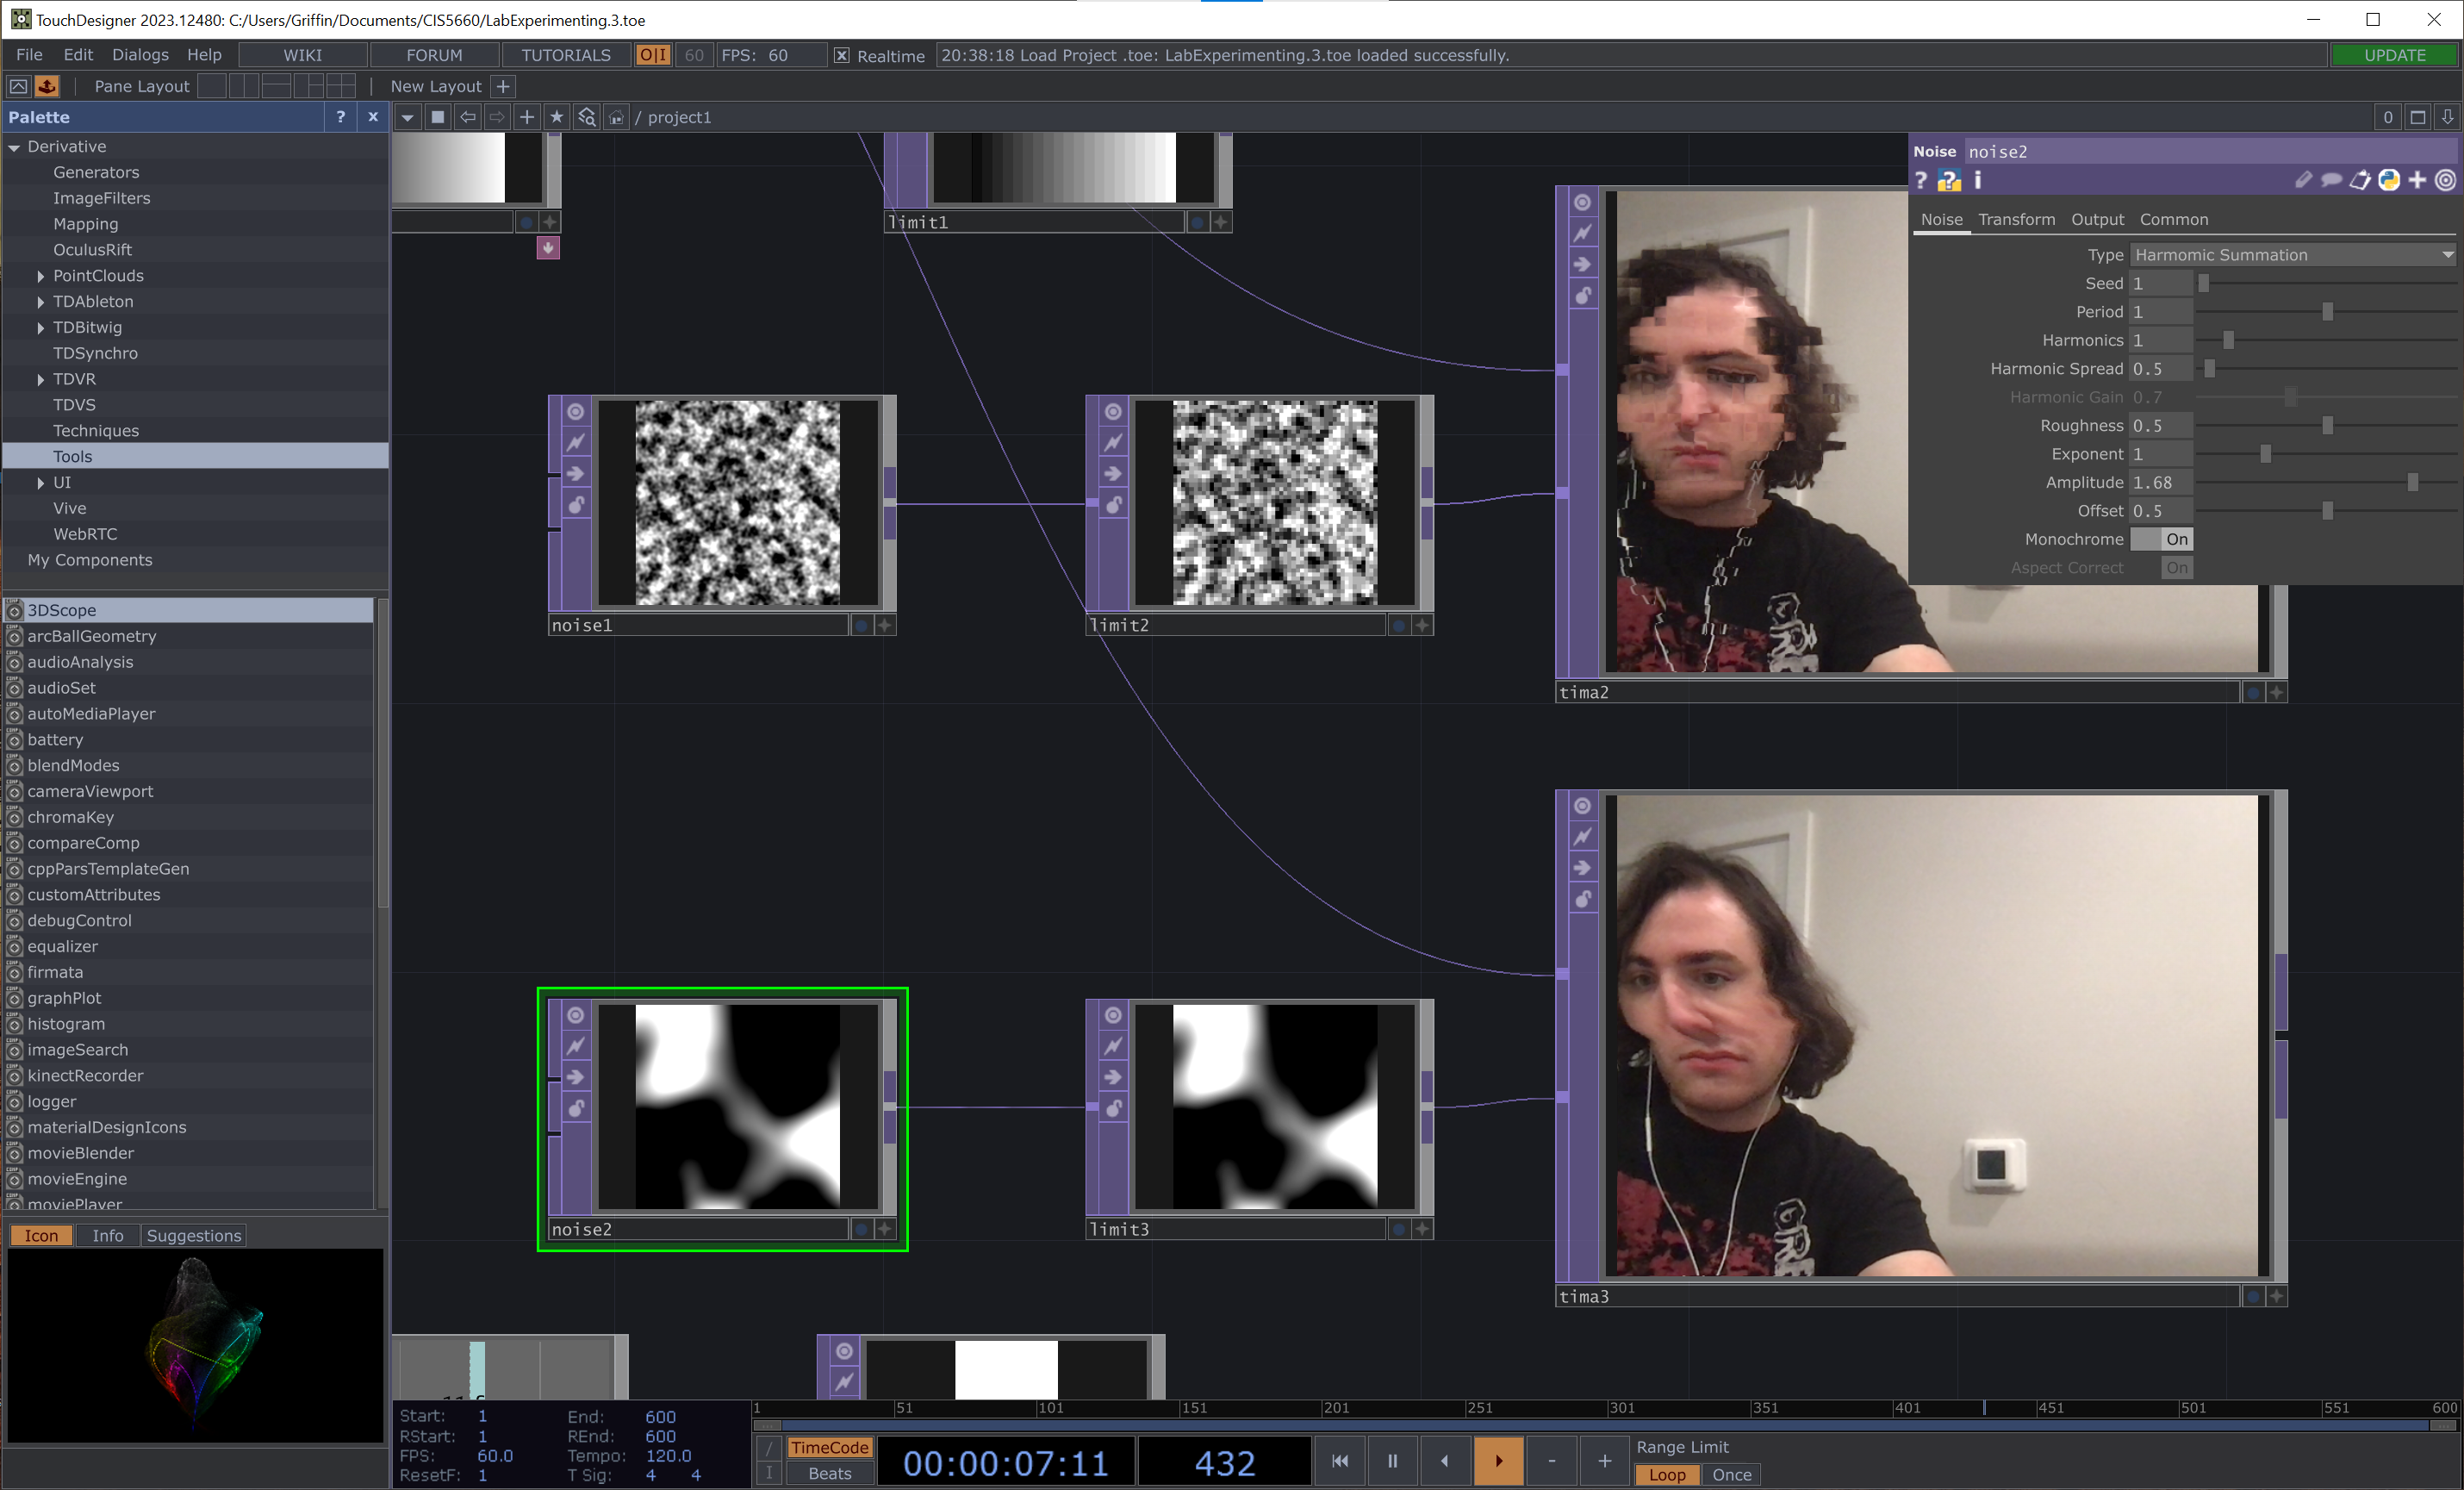 TouchDesigner 2023.12480: C:/Users/Griffin/Documents/CIS5660/LabExperimenting.3.toe
File Edit Dialogs Help WIKI FORUM TUTORIALS O|I 60 FPS: 60 Realtime 20:38:18 Load Project .toe: LabExperimenting.3.toe loaded successfully. UPDATE
Pane Layout New Layout +
Palette ? x
/ project1 0
Derivative
Generators
ImageFilters
Mapping
OculusRift
PointClouds
TDAbleton
TDBitwig
TDSynchro
TDVR
TDVS
Techniques
Tools
UI
Vive
WebRTC
My Components
3DScope
arcBallGeometry
audioAnalysis
audioSet
autoMediaPlayer
battery
blendModes
cameraViewport
chromaKey
compareComp
cppParsTemplateGen
customAttributes
debugControl
equalizer
firmata
graphPlot
histogram
imageSearch
kinectRecorder
logger
materialDesignIcons
movieBlender
movieEngine
moviePlayer
Icon Info Suggestions
limit1
noise1
limit2
tima2
noise2
limit3
tima3
Noise noise2
? ? i
Noise Transform Output Common
Type Harmomic Summation
Seed 1
Period 1
Harmonics 1
Harmonic Spread 0.5
Harmonic Gain 0.7
Roughness 0.5
Exponent 1
Amplitude 1.68
Offset 0.5
Monochrome On
Aspect Correct On
Start: 1 End: 600
RStart: 1 REnd: 600
FPS: 60.0 Tempo: 120.0
ResetF: 1 T Sig: 4 4
1 51 101 151 201 251 301 351 401 451 501 551 600
TimeCode
Beats
00:00:07:11 432
- +
Range Limit
Loop Once